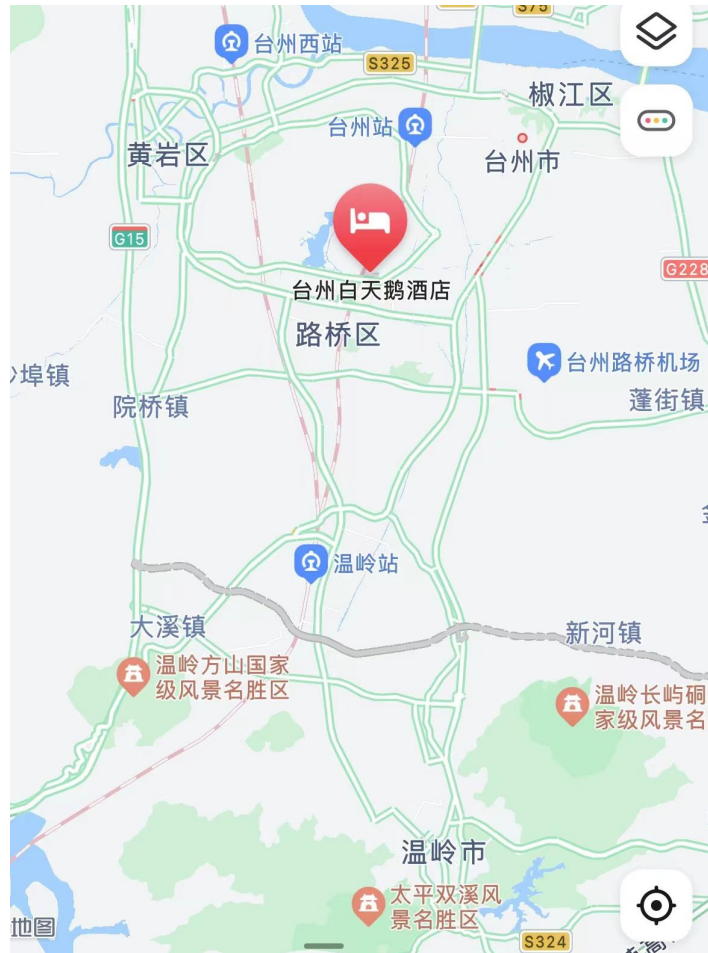 S75
台州西站
S325
椒江区
台州站
黄岩区
台州市
G15
G228
台州白天鹅酒店
路桥区
台州路桥机场
埠镇
院桥镇
蓬街镇
温岭站
大溪镇
新河镇
温岭方山国家
级风景名胜区
温岭长屿硐
家级风景名
温岭市
太平双溪风
景名胜区
地图
S324
高